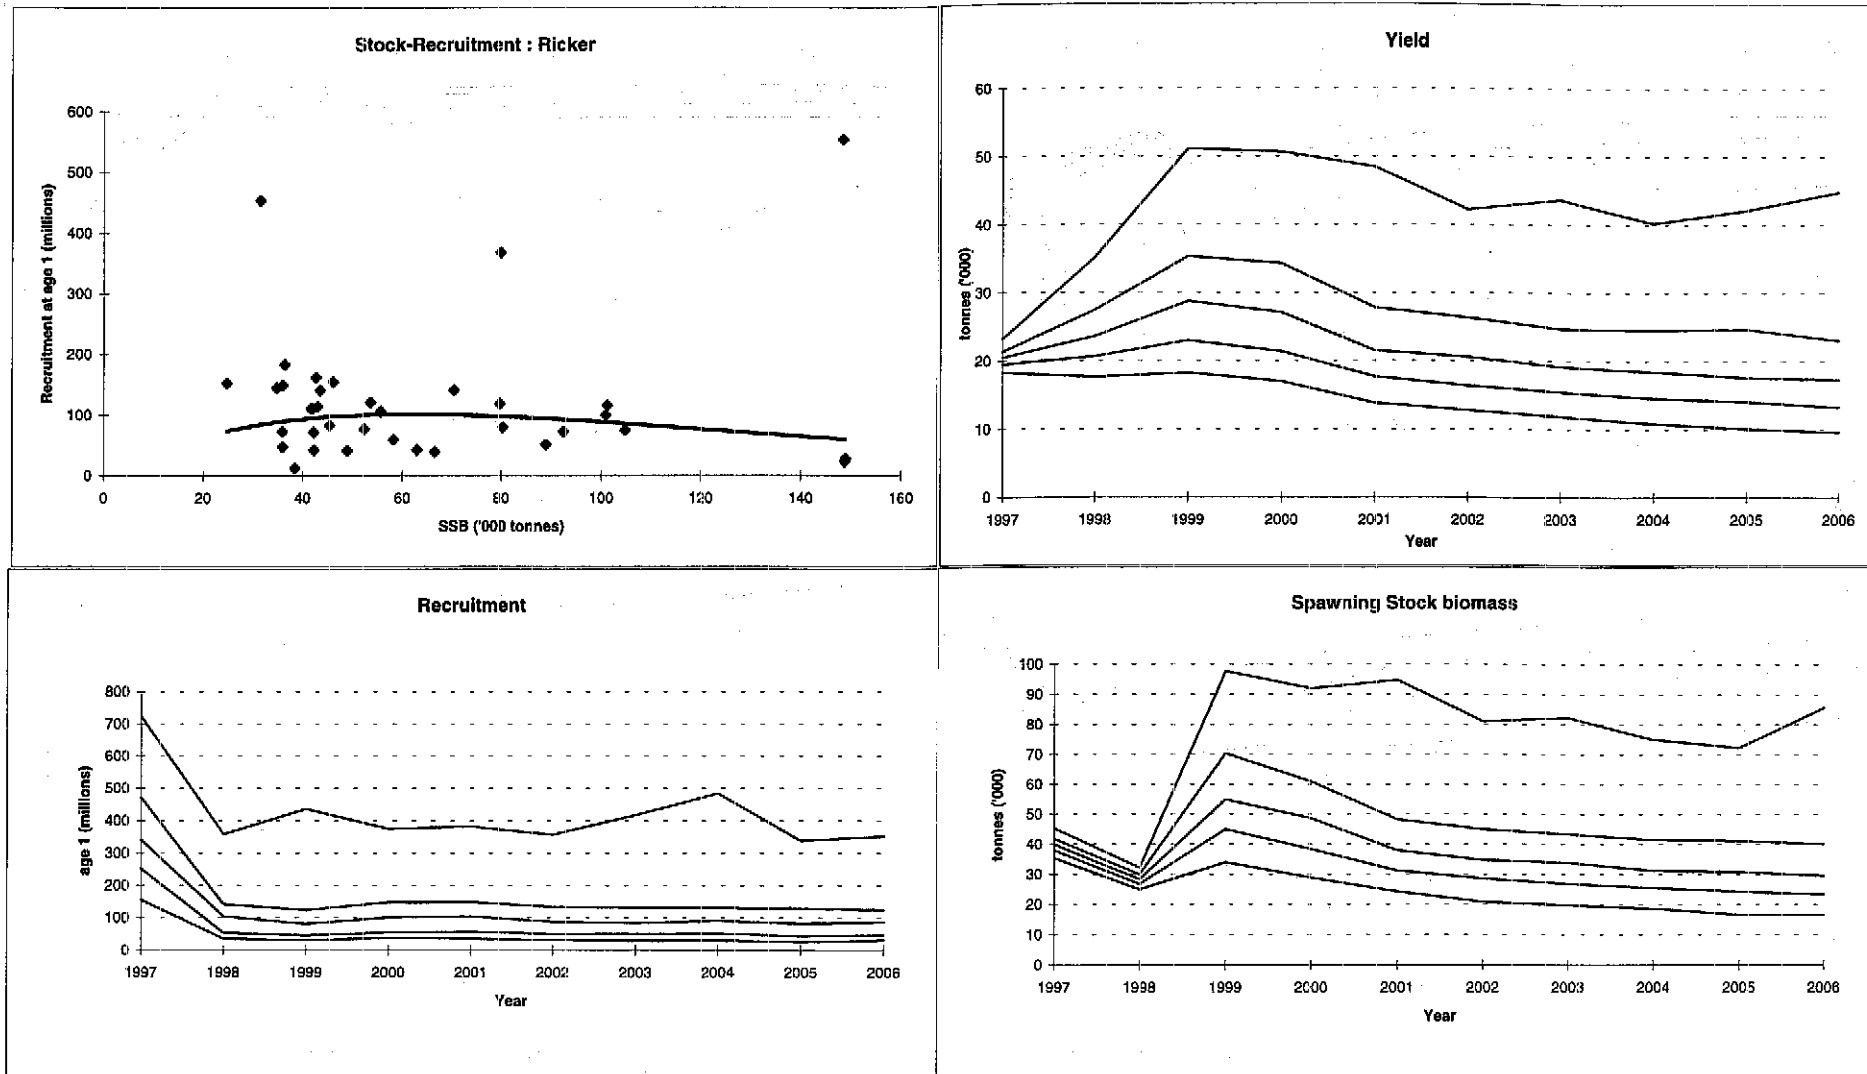 Stock-Recruitment : Ricker
Recruitment at age 1 (millions)
600
500
400
300
200
100
0
0 20 40 60 80 100 120 140 160
SSB ('000 tonnes)
Yield
tonnes ('000)
60
50
40
30
20
10
0
1997 1998 1999 2000 2001 2002 2003 2004 2005 2006
Year
Recruitment
age 1 (millions)
800
700
600
500
400
300
200
100
0
1997 1998 1999 2000 2001 2002 2003 2004 2005 2006
Year
Spawning Stock biomass
tonnes ('000)
100
90
80
70
60
50
40
30
20
10
0
1997 1998 1999 2000 2001 2002 2003 2004 2005 2006
Year